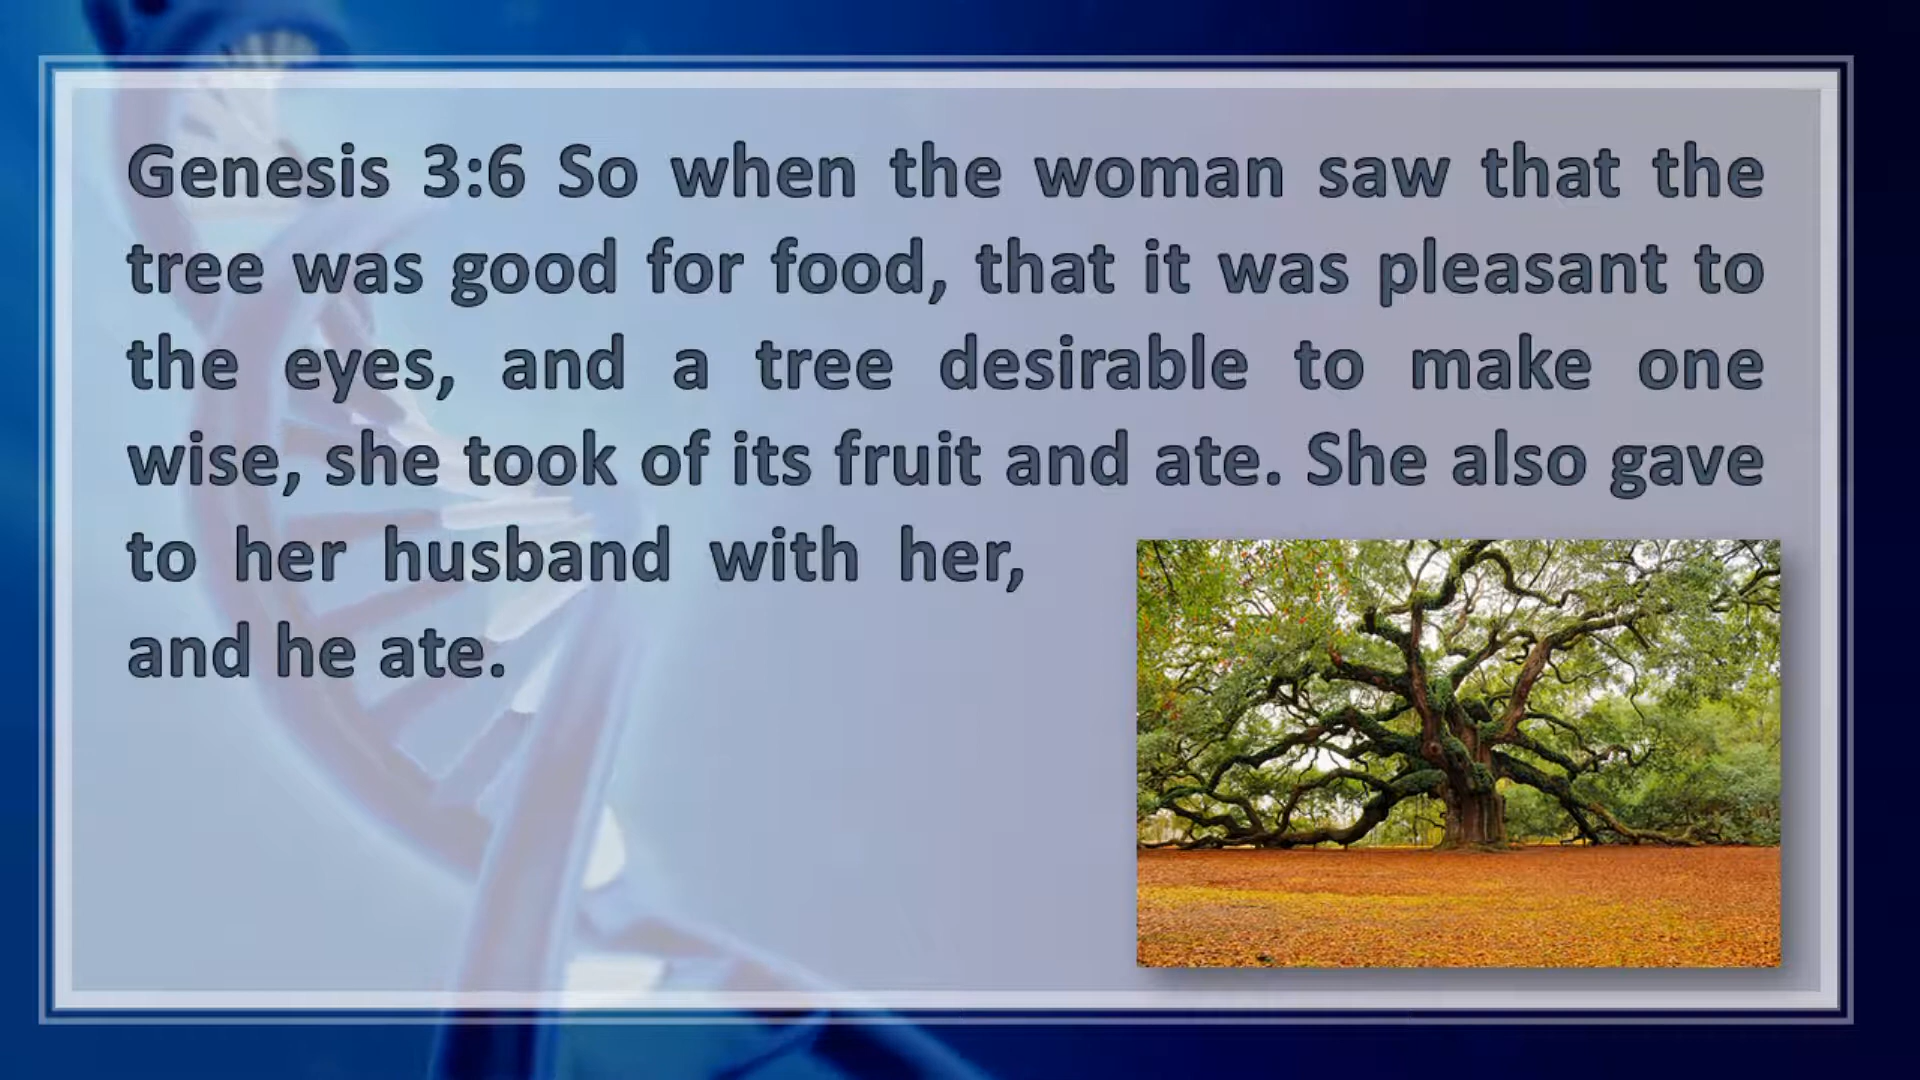 Genesis 3:6 So when the woman saw that the
tree was good for food, that it was pleasant to
the eyes, and a tree desirable to make one
wise, she took of its fruit and ate. She also gave
to her husband with her,
and he ate.